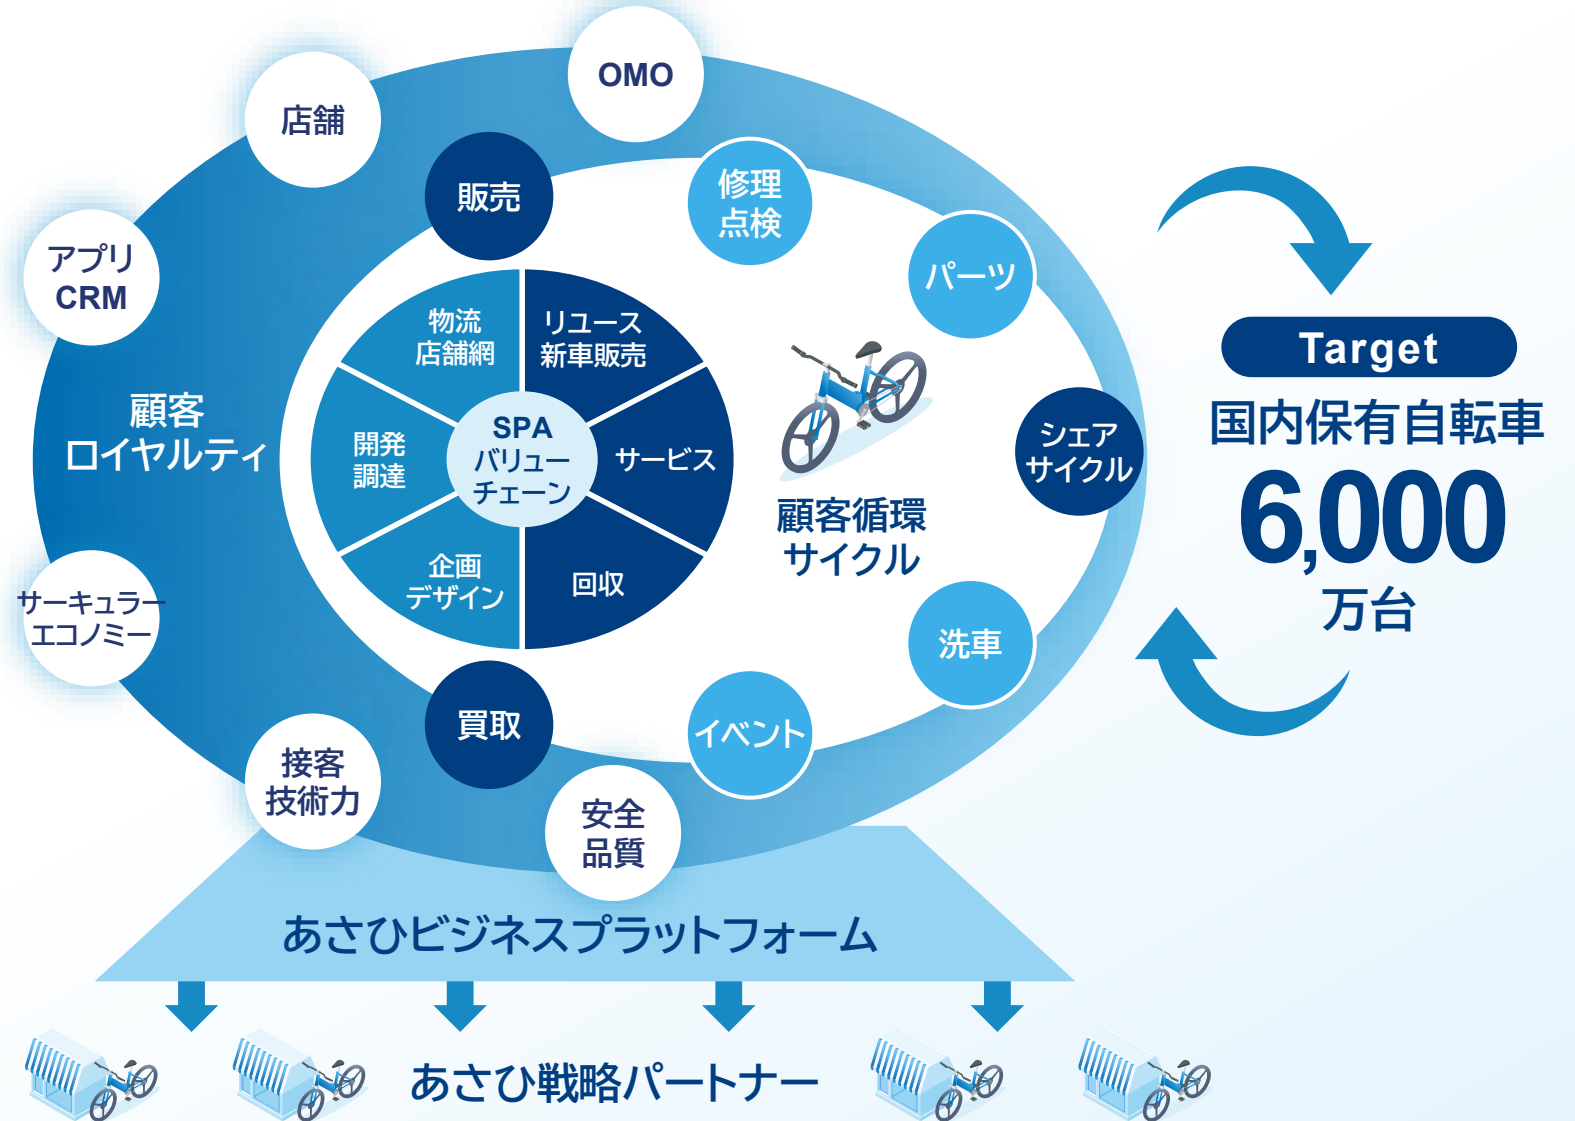 OMO
店舗
販売
修理
点検
アプリ
CRM
パーツ
物流
店舗網
リユース
新車販売
Target
顧客
ロイヤルティ
開発
調達
SPA
バリュー
チェーン
サービス
シェア
サイクル
国内保有自転車
6,000
万台
顧客循環
サイクル
企画
デザイン
回収
サーキュラー
エコノミー
洗車
買取
イベント
接客
技術力
安全
品質
あさひビジネスプラットフォーム
あさひ戦略パートナー